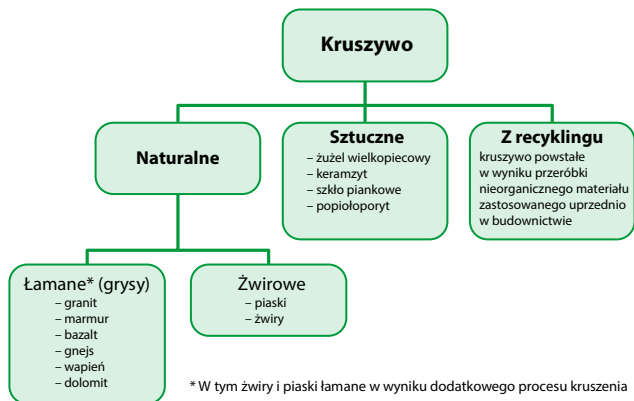 Kruszywo
Naturalne
Sztuczne
– żużel wielkopiecowy
– keramzyt
– szkło piankowe
– popiołoporyt
Z recyklingu
kruszywo powstałe
w wyniku przeróbki
nieorganicznego materiału
zastosowanego uprzednio
w budownictwie
Łamane* (grysy)
– granit
– marmur
– bazalt
– gnejs
– wapień
– dolomit
Żwirowe
– piaski
– żwiry
* W tym żwiry i piaski łamane w wyniku dodatkowego procesu kruszenia